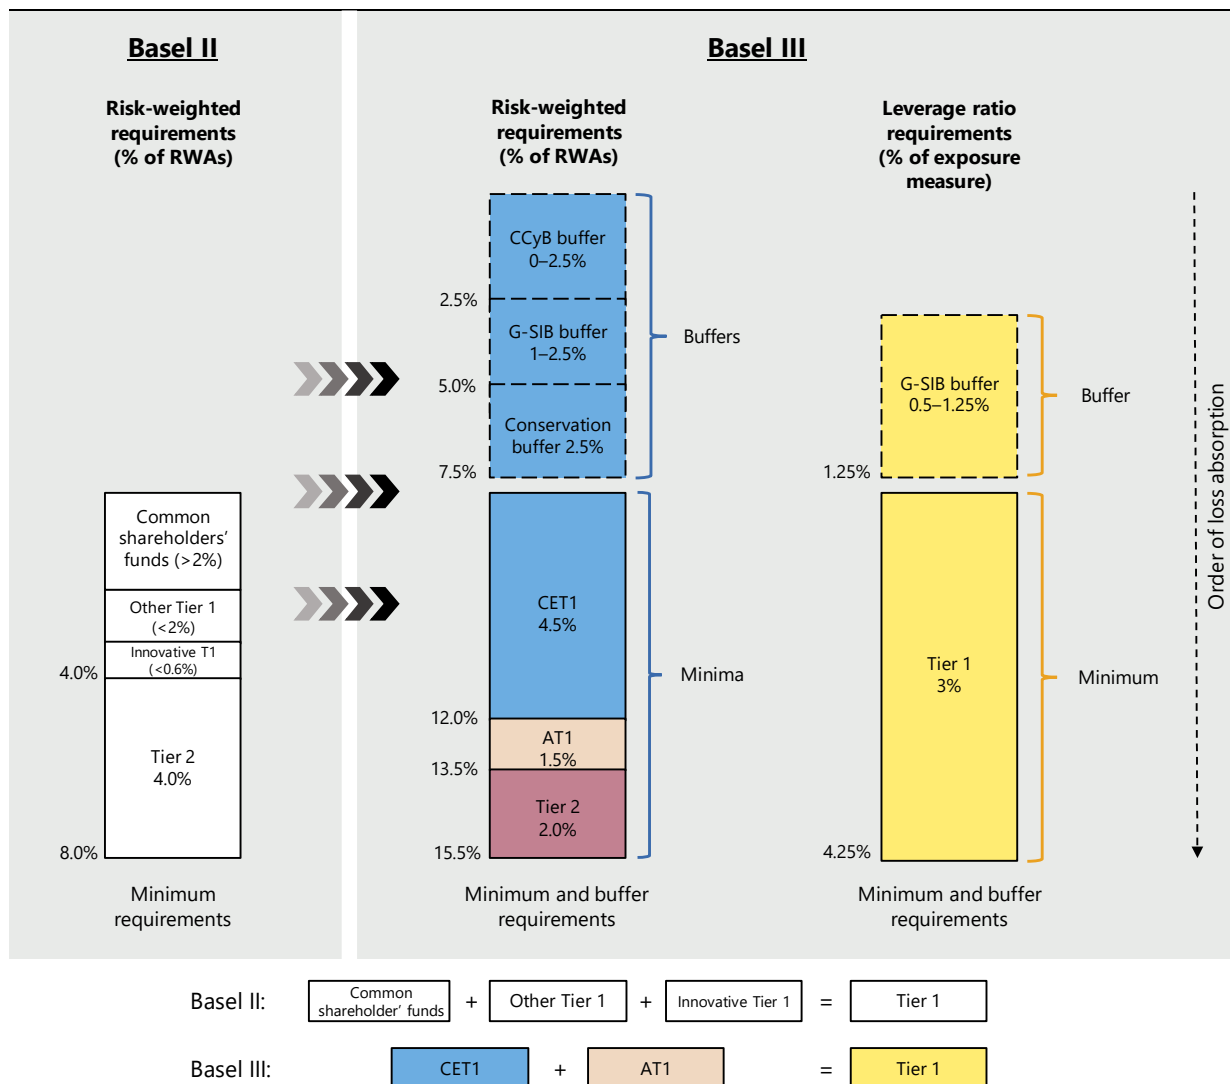 Basel II
Risk-weighted
requirements
(% of RWAs)
Common
shareholders’
funds (>2%)
Other Tier 1
(<2%)
Innovative T1
(<0.6%)
4.0%
Tier 2
4.0%
8.0%
Minimum
requirements
Basel III
Risk-weighted
requirements
(% of RWAs)
CCyB buffer
0–2.5%
2.5%
G-SIB buffer
1–2.5%
5.0%
Conservation
buffer 2.5%
7.5%
Buffers
CET1
4.5%
12.0%
AT1
1.5%
13.5%
Tier 2
2.0%
15.5%
Minima
Minimum and buffer
requirements
Leverage ratio
requirements
(% of exposure
measure)
G-SIB buffer
0.5–1.25%
1.25%
Buffer
Tier 1
3%
4.25%
Minimum
Minimum and buffer
requirements
Order of loss absorption
Basel II:
Common
shareholder’ funds
+
Other Tier 1
+
Innovative Tier 1
=
Tier 1
Basel III:
CET1
+
AT1
=
Tier 1